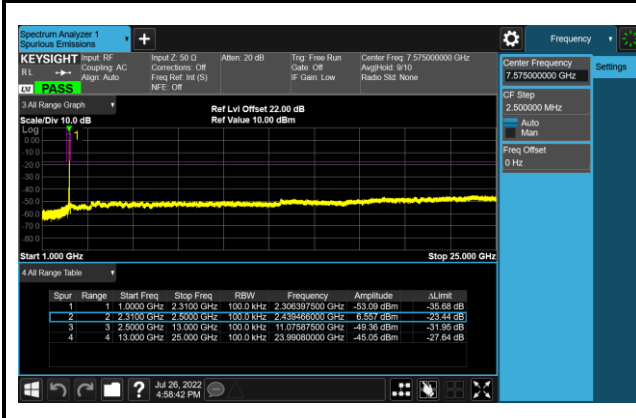 Spectrum Analyzer 1
Spurious Emissions
Frequency
KEYSIGHT
Input: RF
Input Z: 50 Ω
Atten: 20 dB
Trig: Free Run
Center Freq: 7.575000000 GHz
R L
Coupling: AC
Corrections: Off
Gate: Off
Avg|Hold: 9/10
Align: Auto
Freq Ref: Int (S)
IF Gain: Low
Radio Std: None
NFE: Off
LXI
PASS
3 All Range Graph
Ref Lvl Offset 22.00 dB
Scale/Div 10.0 dB
Ref Value 10.00 dBm
Log
1
0.00
-10.0
-20.0
-30.0
-40.0
-50.0
-60.0
-70.0
-80.0
Start 1.000 GHz
Stop 25.000 GHz
4 All Range Table
Spur Range Start Freq Stop Freq RBW Frequency Amplitude ΔLimit
1 1 1.0000 GHz 2.3100 GHz 100.0 kHz 2.306397500 GHz -53.09 dBm -35.68 dB
2 2 2.3100 GHz 2.5000 GHz 100.0 kHz 2.439466000 GHz 6.557 dBm -23.44 dB
3 3 2.5000 GHz 13.000 GHz 100.0 kHz 11.07587500 GHz -49.36 dBm -31.95 dB
4 4 13.000 GHz 25.000 GHz 100.0 kHz 23.99080000 GHz -45.05 dBm -27.64 dB
Jul 26, 2022
4:58:42 PM
Center Frequency
7.575000000 GHz
Settings
CF Step
2.500000 MHz
Auto
Man
Freq Offset
0 Hz